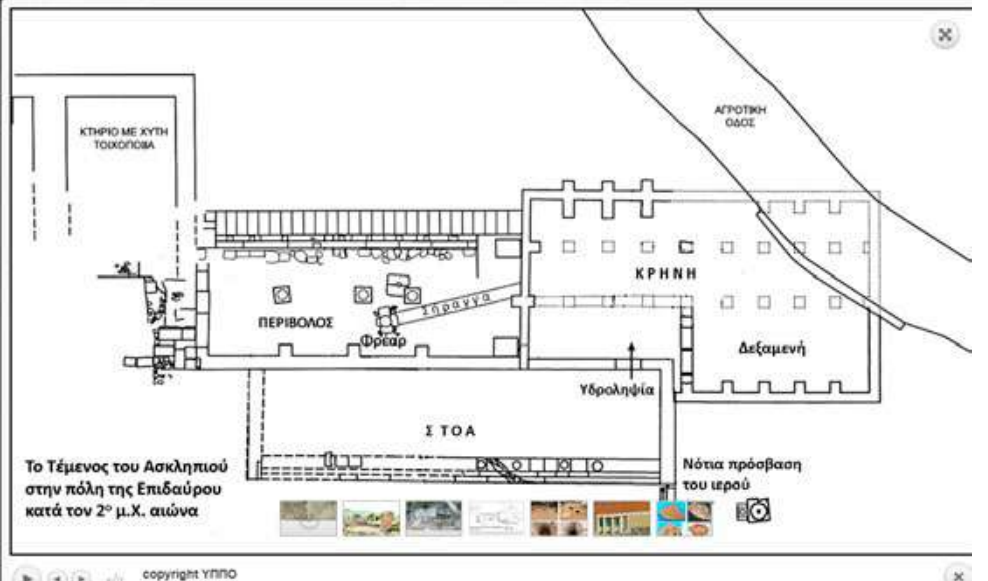 ΑΓΡΟΤΙΚΗ
ΟΔΟΣ
ΚΤΗΡΙΟ ΜΕ ΧΥΤΗ
ΤΟΙΧΟΠΟΙΙΑ
ΚΡΗΝΗ
Σήραγγα
ΠΕΡΙΒΟΛΟΣ
Φρέαρ
Δεξαμενή
Υδροληψία
ΣΤΟΑ
Το Τέμενος του Ασκληπιού
στην πόλη της Επιδαύρου
κατά τον 2ο μ.Χ. αιώνα
Νότια πρόσβαση
του ιερού
copyright ΥΠΠΟ